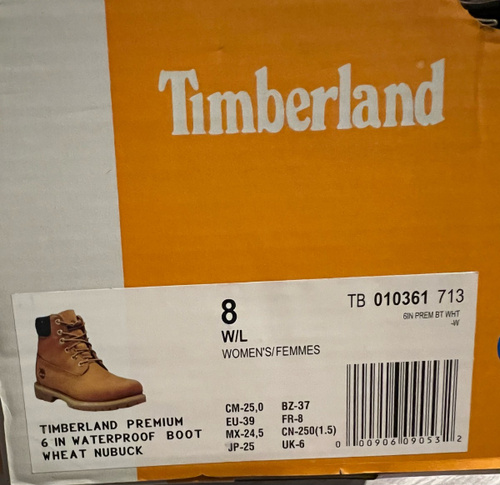 Timberland
8
W/L
WOMEN'S/FEMMES
TB 010361 713
6IN PREM BT WHT
-W
TIMBERLAND PREMIUM
6 IN WATERPROOF BOOT
WHEAT NUBUCK
CM-25,0 BZ-37
EU-39 FR-8
MX-24,5 CN-250(1.5)
JP-25 UK-6
0 00906 09053 2